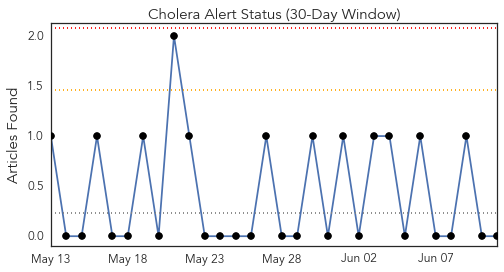 Cholera Alert Status (30-Day Window)
Articles Found
2.0
1.5
1.0
0.5
0.0
May 13
May 18
May 23
May 28
Jun 02
Jun 07